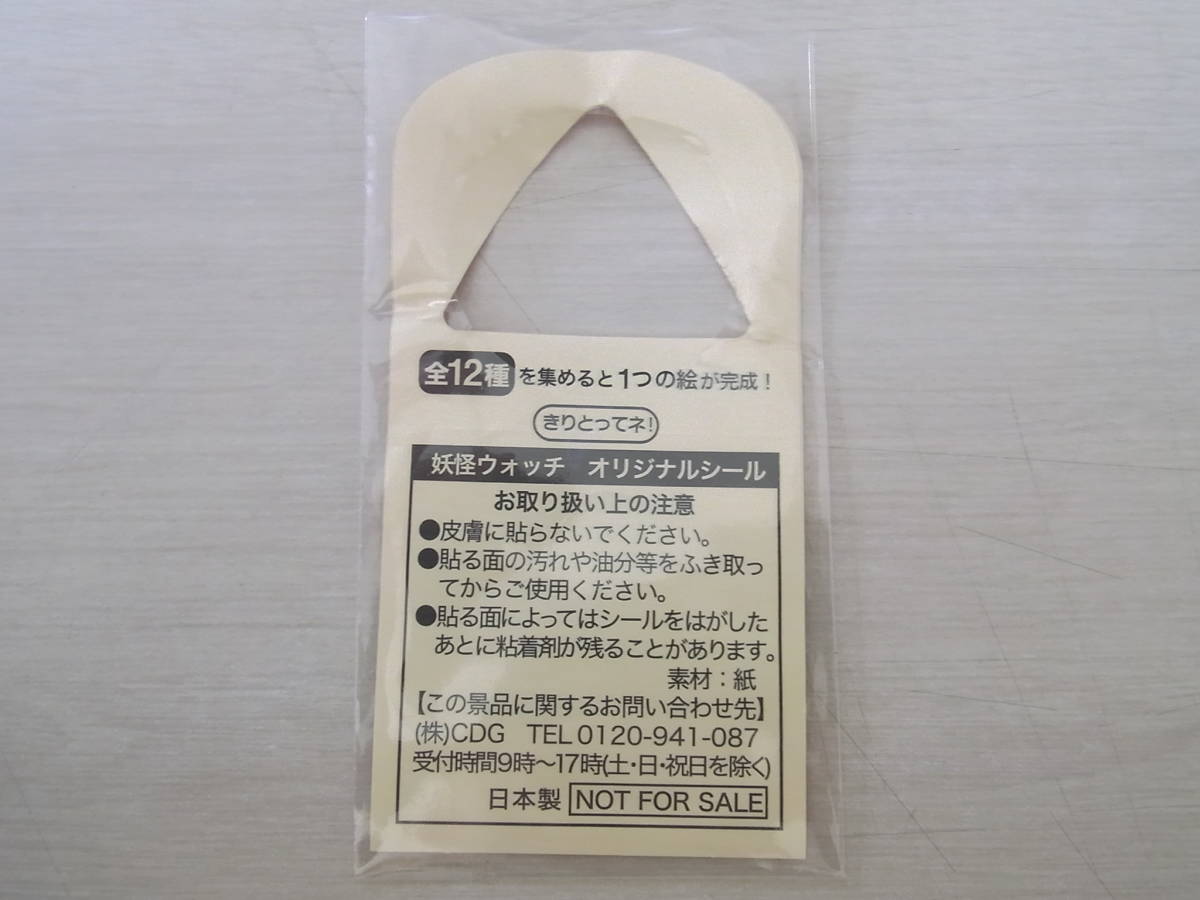 全12種を集めると1つの絵が完成！
きりとってネ!
妖怪ウォッチ　オリジナルシール
お取り扱い上の注意
●皮膚に貼らないでください。
●貼る面の汚れや油分等をふき取っ
てからご使用ください。
●貼る面によってはシールをはがした
あとに粘着剤が残ることがあります。
素材：紙
【この景品に関するお問い合わせ先】
(株)CDG　TEL 0120-941-087
受付時間9時〜17時(土・日・祝日を除く)
日本製 NOT FOR SALE